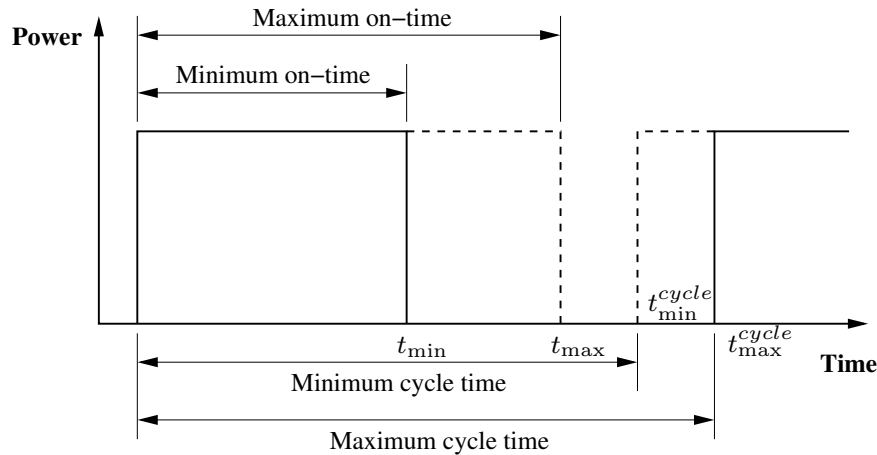 Maximum on−time
Power
Minimum on−time
t_min^cycle
t_min
t_max
t_max^cycle
Time
Minimum cycle time
Maximum cycle time